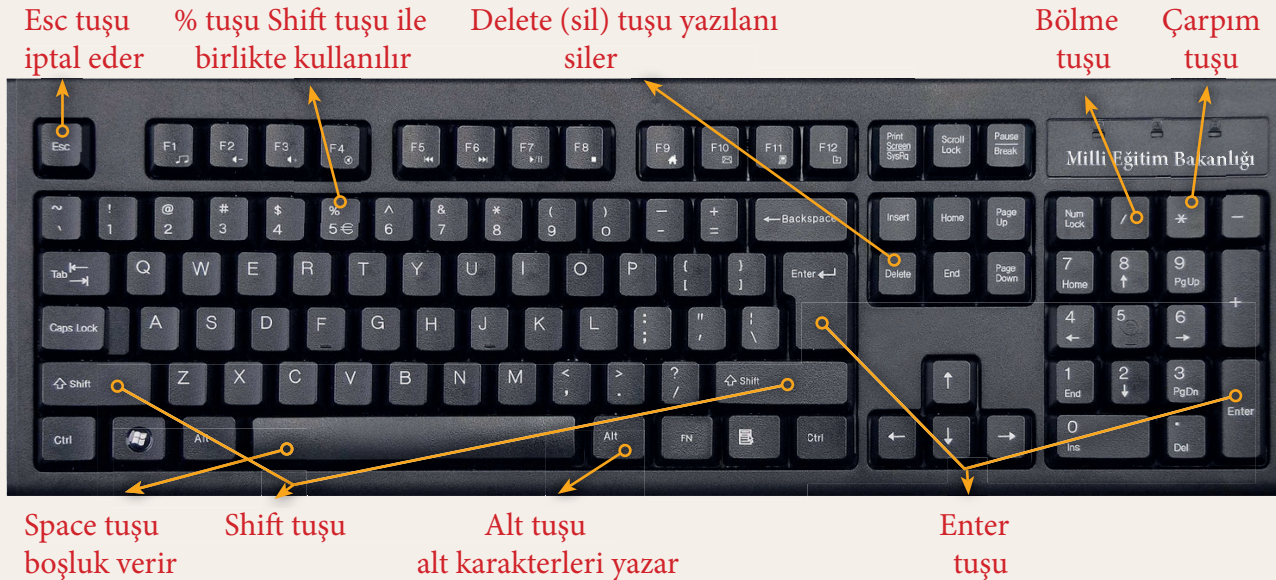 Esc tuşu
iptal eder
% tuşu Shift tuşu ile
birlikte kullanılır
Delete (sil) tuşu yazılanı
siler
Bölme
tuşu
Çarpım
tuşu
Esc F1 F2 F3 F4 F5 F6 F7 F8 F9 F10 F11 F12 Print Screen SysRq Scroll Lock Pause Break
Milli Eğitim Bakanlığı
~ ` ! 1 @ 2 # 3 $ 4 % 5 € ^ 6 & 7 * 8 ( 9 ) 0 — - + = ←Backspace Insert Home Page Up Num Lock / * −
Tab Q W E R T Y U I O P { [ } ] Enter Delete End Page Down 7 Home 8 ↑ 9 PgUp +
Caps Lock A S D F G H J K L : ; " ' | \ 4 ← 5 6 →
⇧ Shift Z X C V B N M < , > . ? / ⇧ Shift ↑ 1 End 2 ↓ 3 PgDn Enter
Ctrl Alt Alt FN Ctrl ← ↓ → 0 Ins . Del
Space tuşu
boşluk verir
Shift tuşu
Alt tuşu
alt karakterleri yazar
Enter
tuşu